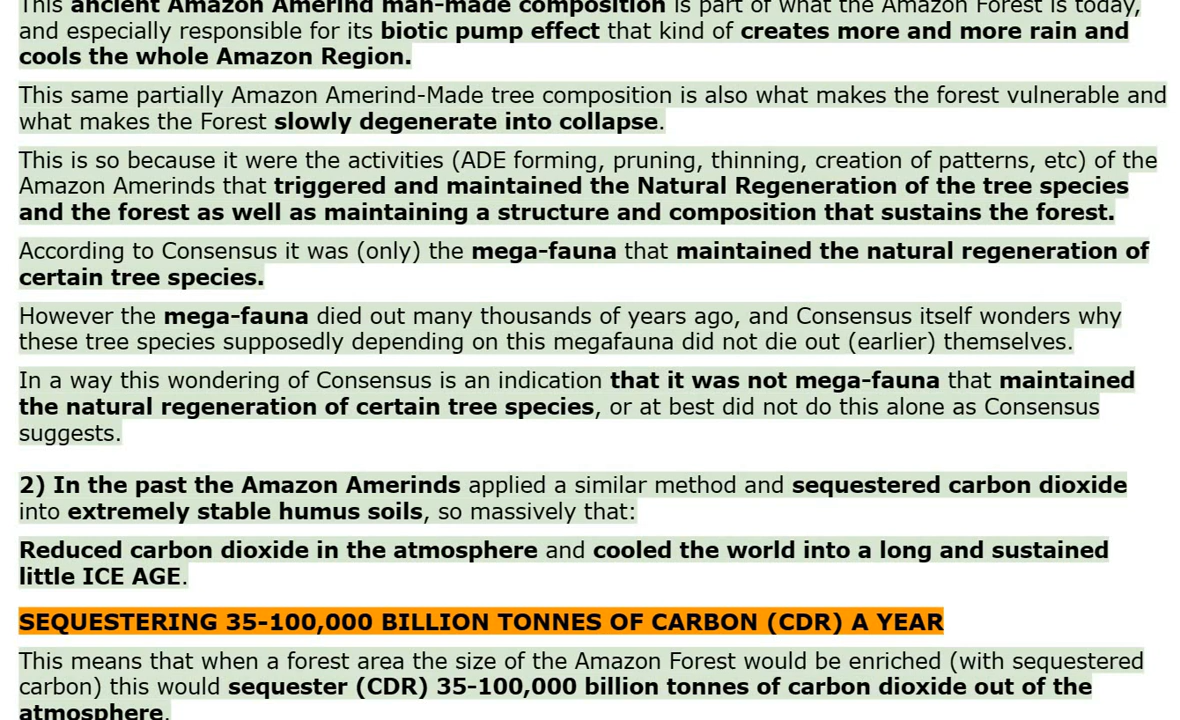 This ancient Amazon Amerind man-made composition is part of what the Amazon Forest is today,
and especially responsible for its biotic pump effect that kind of creates more and more rain and
cools the whole Amazon Region.
This same partially Amazon Amerind-Made tree composition is also what makes the forest vulnerable and
what makes the Forest slowly degenerate into collapse.
This is so because it were the activities (ADE forming, pruning, thinning, creation of patterns, etc) of the
Amazon Amerinds that triggered and maintained the Natural Regeneration of the tree species
and the forest as well as maintaining a structure and composition that sustains the forest.
According to Consensus it was (only) the mega-fauna that maintained the natural regeneration of
certain tree species.
However the mega-fauna died out many thousands of years ago, and Consensus itself wonders why
these tree species supposedly depending on this megafauna did not die out (earlier) themselves.
In a way this wondering of Consensus is an indication that it was not mega-fauna that maintained
the natural regeneration of certain tree species, or at best did not do this alone as Consensus
suggests.
2) In the past the Amazon Amerinds applied a similar method and sequestered carbon dioxide
into extremely stable humus soils, so massively that:
Reduced carbon dioxide in the atmosphere and cooled the world into a long and sustained
little ICE AGE.
SEQUESTERING 35-100,000 BILLION TONNES OF CARBON (CDR) A YEAR
This means that when a forest area the size of the Amazon Forest would be enriched (with sequestered
carbon) this would sequester (CDR) 35-100,000 billion tonnes of carbon dioxide out of the
atmosphere.